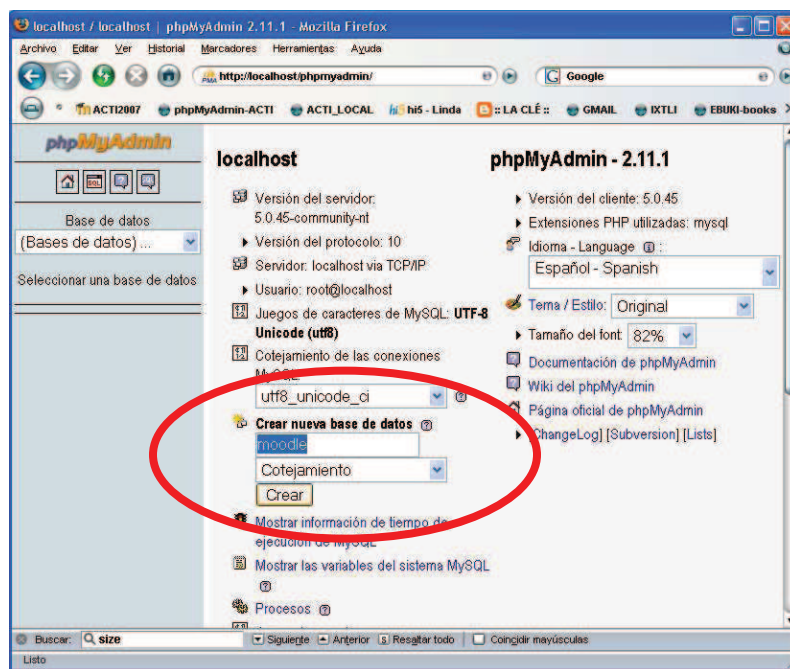 localhost / localhost | phpMyAdmin 2.11.1 - Mozilla Firefox
Archivo Editar Ver Historial Marcadores Herramientas Ayuda
http://localhost/phpmyadmin/
Google
ACTI2007 phpMyAdmin-ACTI ACTI_LOCAL hi5 - Linda :: LA CLÉ :: GMAIL IXTLI EBUKI-books
phpMyAdmin
SQL
Base de datos
(Bases de datos) ...
Seleccionar una base de datos
localhost
Versión del servidor:
5.0.45-community-nt
Versión del protocolo: 10
Servidor: localhost via TCP/IP
Usuario: root@localhost
Juegos de caracteres de MySQL: UTF-8
Unicode (utf8)
Cotejamiento de las conexiones
MySQL:
utf8_unicode_ci
Crear nueva base de datos
moodle
Cotejamiento
Crear
Mostrar información de tiempo de
ejecución de MySQL
Mostrar las variables del sistema MySQL
Procesos
phpMyAdmin - 2.11.1
Versión del cliente: 5.0.45
Extensiones PHP utilizadas: mysql
Idioma - Language :
Español - Spanish
Tema / Estilo: Original
Tamaño del font 82%
Documentación de phpMyAdmin
Wiki del phpMyAdmin
Página oficial de phpMyAdmin
[ChangeLog] [Subversion] [Lists]
Buscar: size Siguiente Anterior Resaltar todo Coincidir mayúsculas
Listo